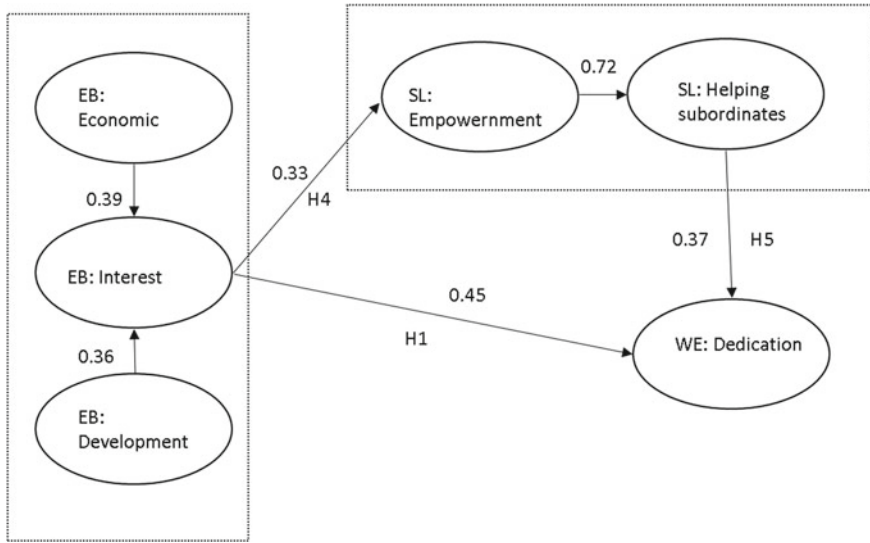 EB:
Economic
0.39
EB: Interest
0.36
EB:
Development
0.33
H4
SL:
Empowernment
0.72
SL: Helping
subordinates
0.37
H5
0.45
H1
WE: Dedication